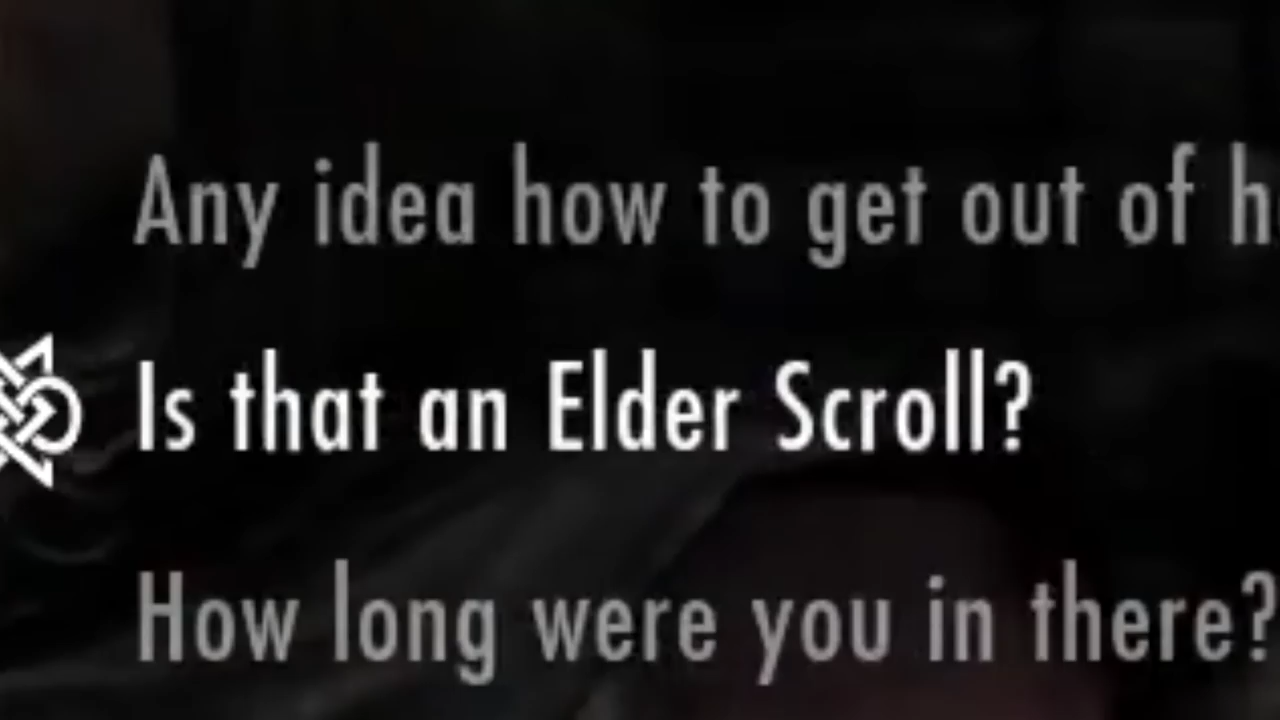 Any idea how to get out of h
Is that an Elder Scroll?
How long were you in there?